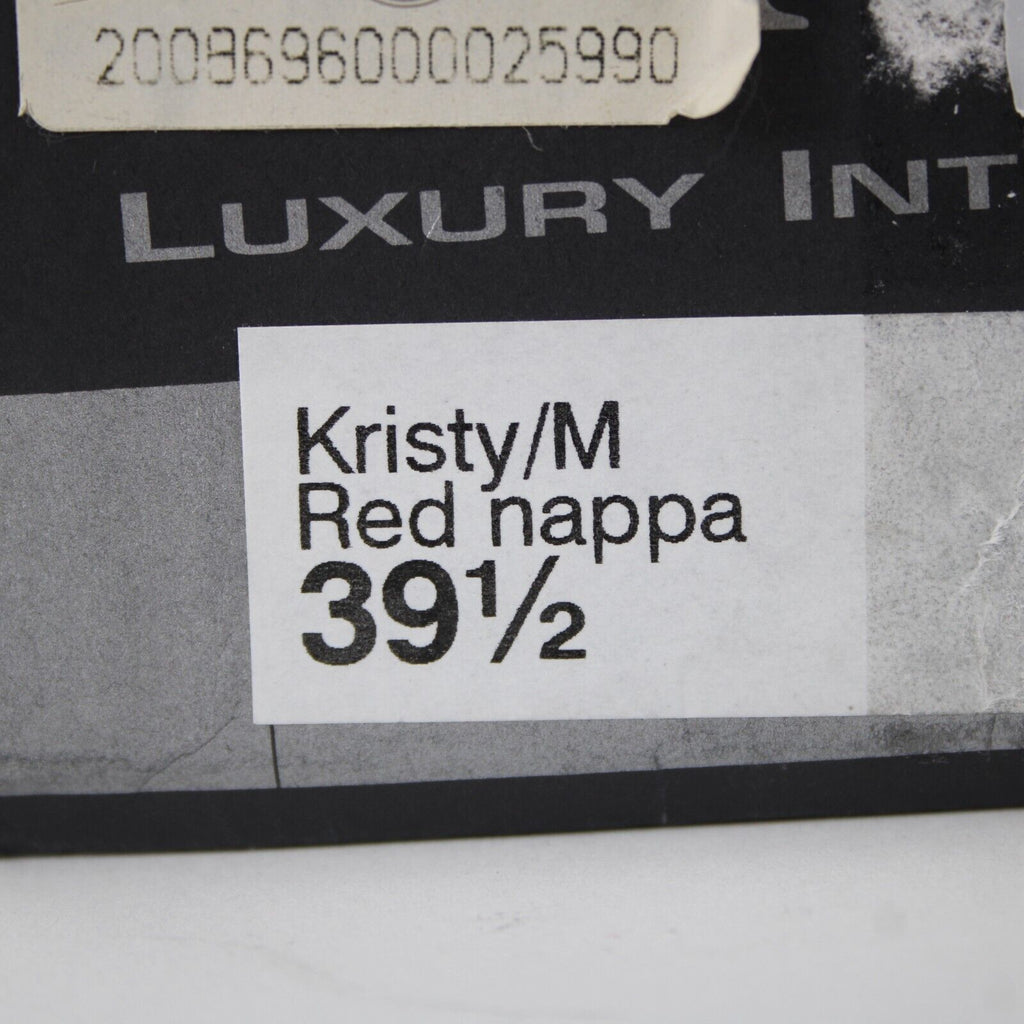 2008696000025990
LUXURY INT
Kristy/M
Red nappa
39½